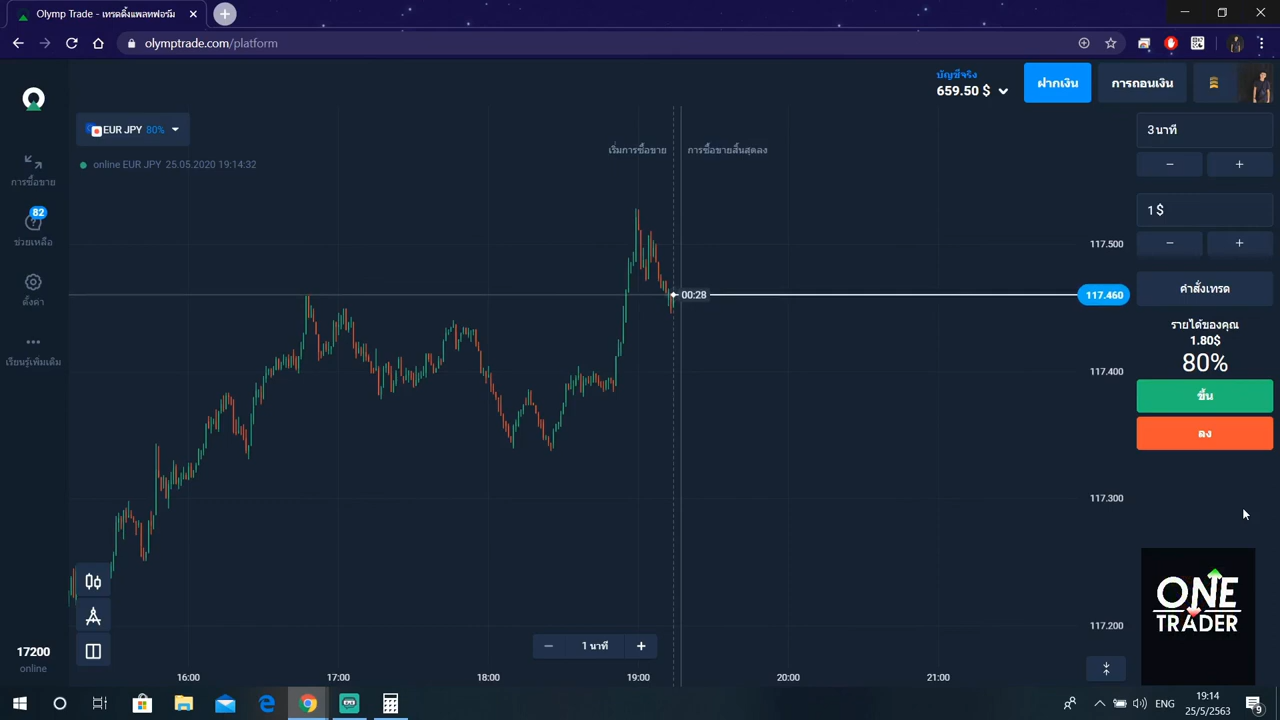 Olymp Trade - เทรดดิ้งแพลทฟอร์ม
olymptrade.com/platform
บัญชีจริง
659.50 $
ฝากเงิน
การถอนเงิน
EUR JPY 80%
online EUR JPY 25.05.2020 19:14:32
เริ่มการซื้อขาย
การซื้อขายสิ้นสุดลง
การซื้อขาย
82
ช่วยเหลือ
ตั้งค่า
เรียนรู้เพิ่มเติม
17200
online
3 นาที
1 $
คำสั่งเทรด
รายได้ของคุณ
1.80$
80%
ขึ้น
ลง
117.500
00:28
117.460
117.400
117.300
117.200
ONE
TRADER
1 นาที
16:00
17:00
18:00
19:00
20:00
21:00
ENG
19:14
25/5/2563
9